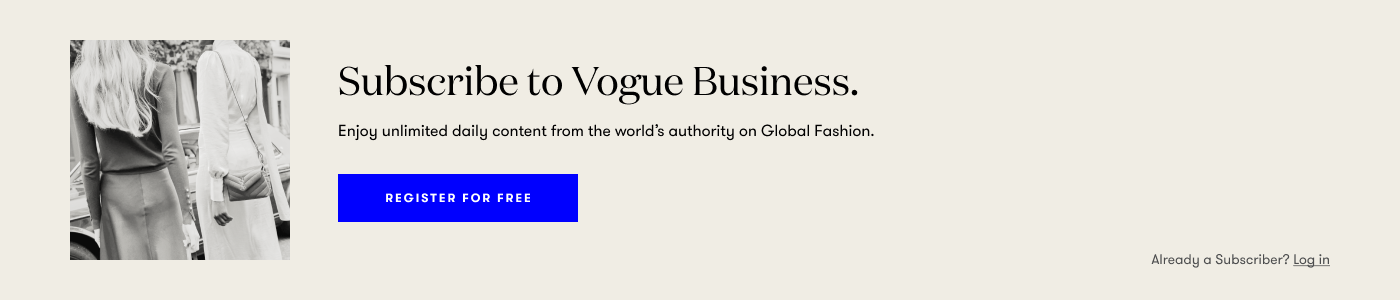 Subscribe to Vogue Business.
Enjoy unlimited daily content from the world’s authority on Global Fashion.
REGISTER FOR FREE
Already a Subscriber? Log in